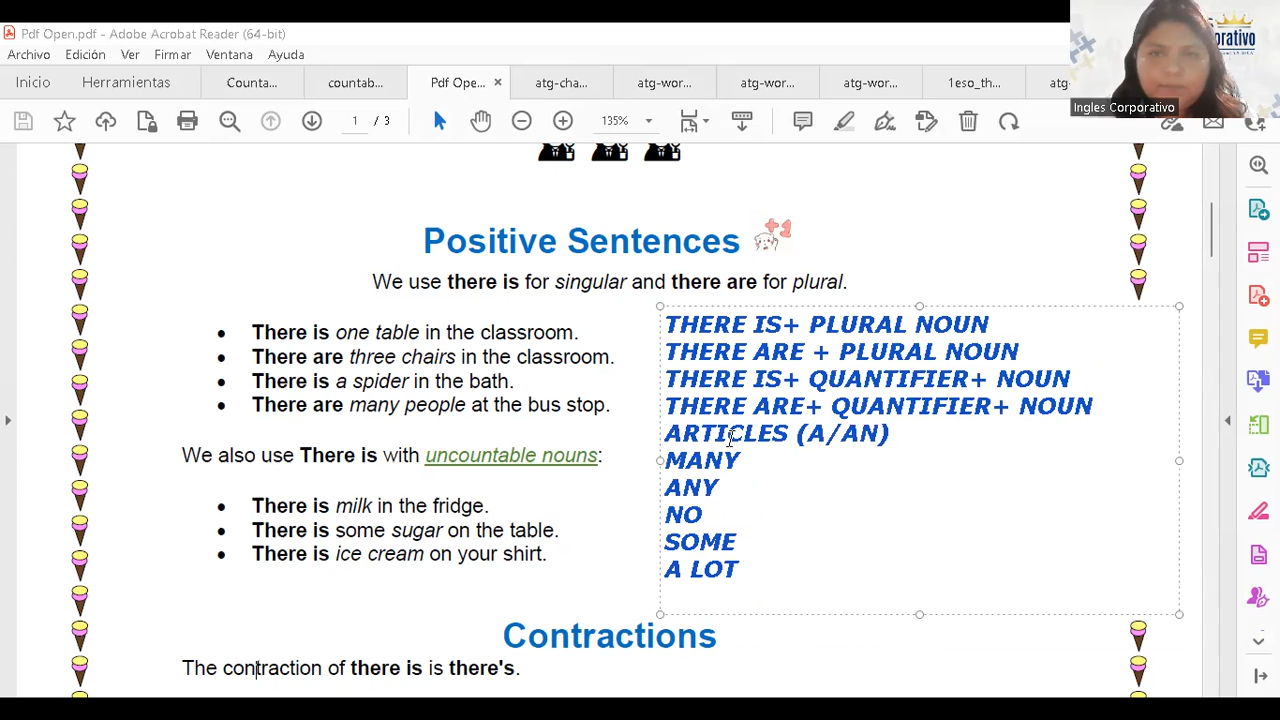 Pdf Open.pdf - Adobe Acrobat Reader (64-bit)
Archivo Edición Ver Firmar Ventana Ayuda
Inicio Herramientas Counta... countab... Pdf Ope... × atg-cha... atg-wor... atg-wor... atg-wor... 1eso_th...
1 / 3 135%
orativo
Ingles Corporativo
Positive Sentences +1
We use there is for singular and there are for plural.
• There is one table in the classroom.
• There are three chairs in the classroom.
• There is a spider in the bath.
• There are many people at the bus stop.
We also use There is with uncountable nouns:
• There is milk in the fridge.
• There is some sugar on the table.
• There is ice cream on your shirt.
THERE IS+ PLURAL NOUN
THERE ARE + PLURAL NOUN
THERE IS+ QUANTIFIER+ NOUN
THERE ARE+ QUANTIFIER+ NOUN
ARTICLES (A/AN)
MANY
ANY
NO
SOME
A LOT
Contractions
The contraction of there is is there's.